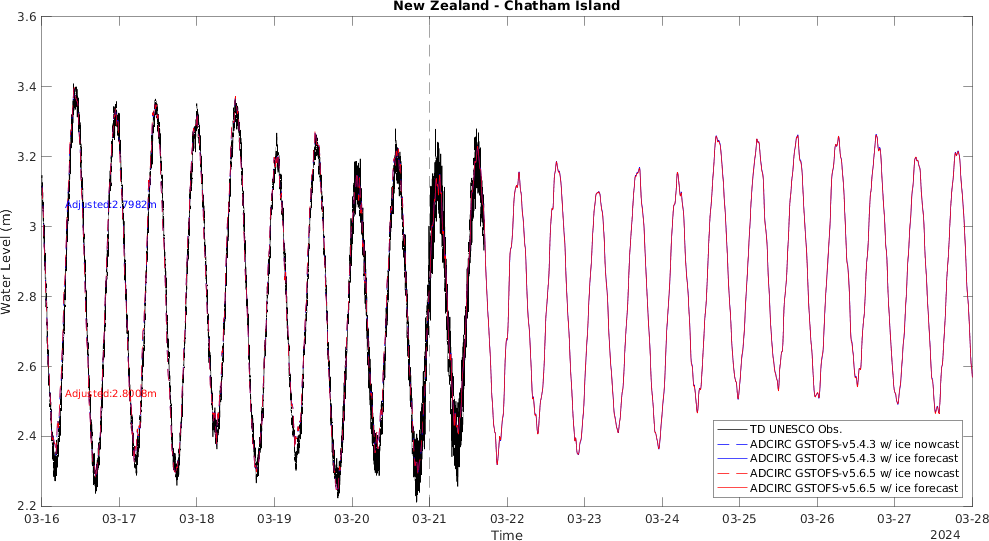 New Zealand - Chatham Island
3.6
3.4
3.2
3
2.8
2.6
2.4
2.2
Water Level (m)
Adjusted:2.7982m
Adjusted:2.8008m
TD UNESCO Obs.
ADCIRC GSTOFS-v5.4.3 w/ ice nowcast
ADCIRC GSTOFS-v5.4.3 w/ ice forecast
ADCIRC GSTOFS-v5.6.5 w/ ice nowcast
ADCIRC GSTOFS-v5.6.5 w/ ice forecast
03-16 03-17 03-18 03-19 03-20 03-21 03-22 03-23 03-24 03-25 03-26 03-27 03-28
Time
2024